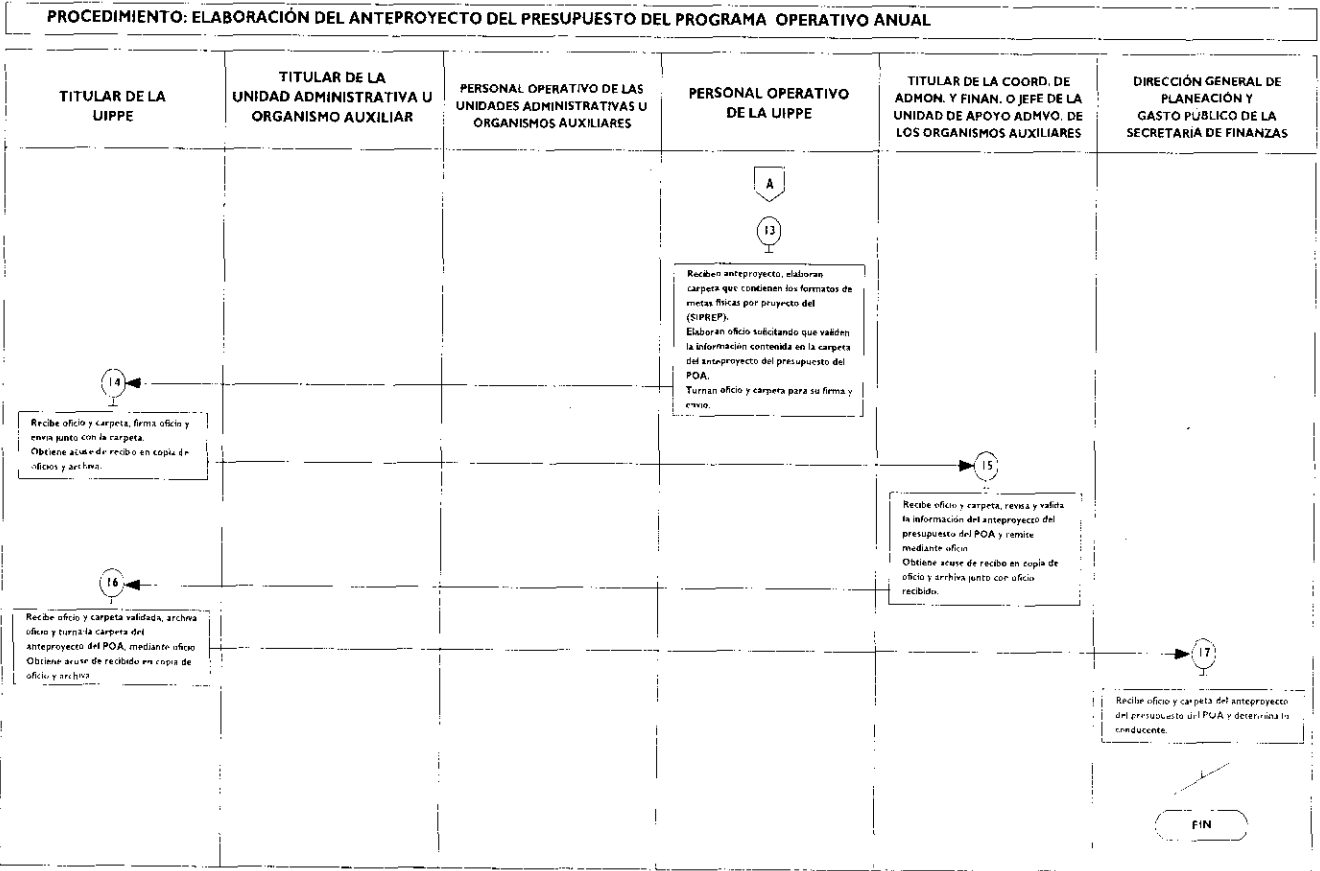 PROCEDIMIENTO: ELABORACIÓN DEL ANTEPROYECTO DEL PRESUPUESTO DEL PROGRAMA OPERATIVO ANUAL
TITULAR DE LA
UIPPE
TITULAR DE LA
UNIDAD ADMINISTRATIVA U
ORGANISMO AUXILIAR
PERSONAL OPERATIVO DE LAS
UNIDADES ADMINISTRATIVAS U
ORGANISMOS AUXILIARES
PERSONAL OPERATIVO
DE LA UIPPE
TITULAR DE LA COORD. DE
ADMON. Y FINAN. O JEFE DE LA
UNIDAD DE APOYO ADMVO. DE
LOS ORGANISMOS AUXILIARES
DIRECCIÓN GENERAL DE
PLANEACIÓN Y
GASTO PÚBLICO DE LA
SECRETARÍA DE FINANZAS
A
13
Reciben anteproyecto, elaboran
carpeta que contienen los formatos de
metas físicas por proyecto del
(SIPREP).
Elaboran oficio solicitando que validen
la información contenida en la carpeta
del anteproyecto del presupuesto del
POA.
Turnan oficio y carpeta para su firma y
envio.
14
Recibe oficio y carpeta, firma oficio y
envia junto con la carpeta.
Obtiene acuse de recibo en copia de
oficios y archiva.
15
Recibe oficio y carpeta, revisa y valida
la información del anteproyecto del
presupuesto del POA y remite
mediante oficio
Obtiene acuse de recibo en copia de
oficio y archiva junto con oficio
recibido.
16
Recibe oficio y carpeta validada, archiva
oficio y turna la carpeta del
anteproyecto del POA, mediante oficio
Obtiene acuse de recibido en copia de
oficio y archiva
17
Recibe oficio y carpeta del anteproyecto
del presupuesto del POA y determina lo
conducente.
FIN